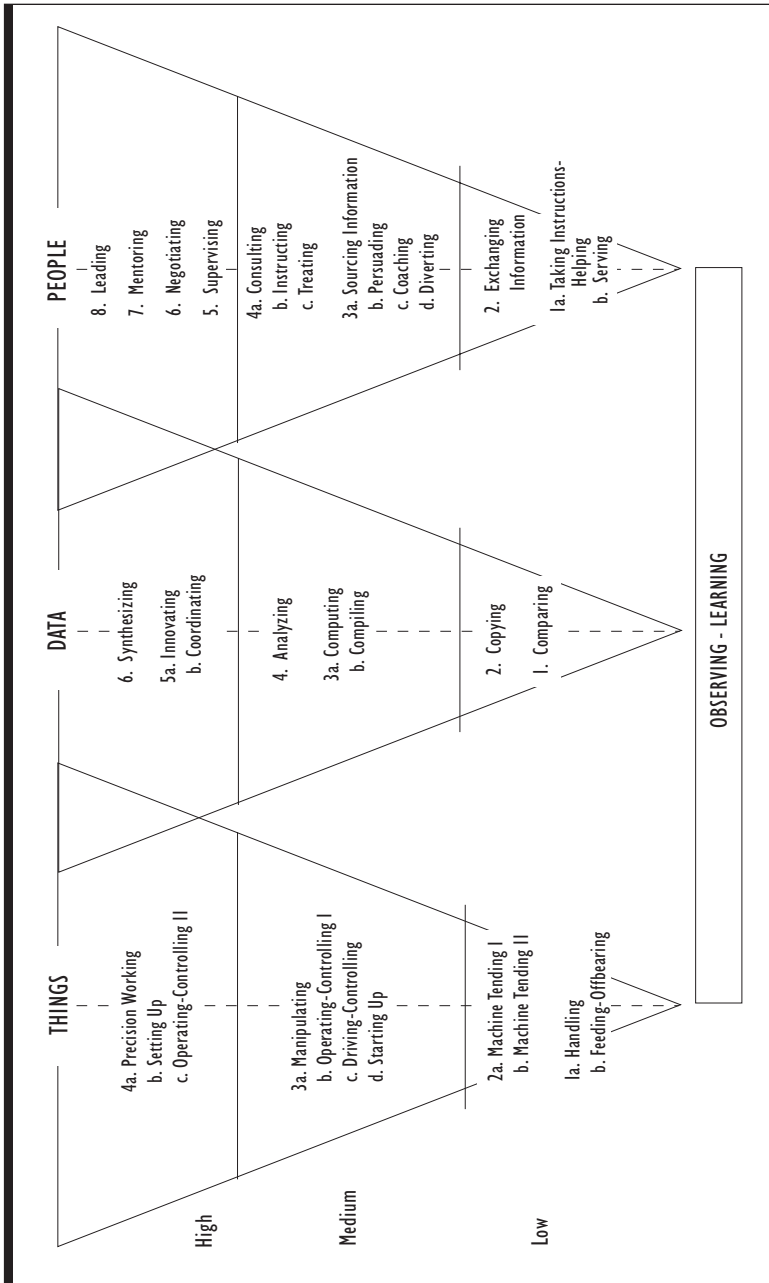 THINGS
4a. Precision Working
b. Setting Up
c. Operating-Controlling II
3a. Manipulating
b. Operating-Controlling I
c. Driving-Controlling
d. Starting Up
2a. Machine Tending I
b. Machine Tending II
1a. Handling
b. Feeding-Offbearing
DATA
6. Synthesizing
5a. Innovating
b. Coordinating
4. Analyzing
3a. Computing
b. Compiling
2. Copying
1. Comparing
PEOPLE
8. Leading
7. Mentoring
6. Negotiating
5. Supervising
4a. Consulting
b. Instructing
c. Treating
3a. Sourcing Information
b. Persuading
c. Coaching
d. Diverting
2. Exchanging
Information
1a. Taking Instructions-
Helping
b. Serving
High
Medium
Low
OBSERVING - LEARNING